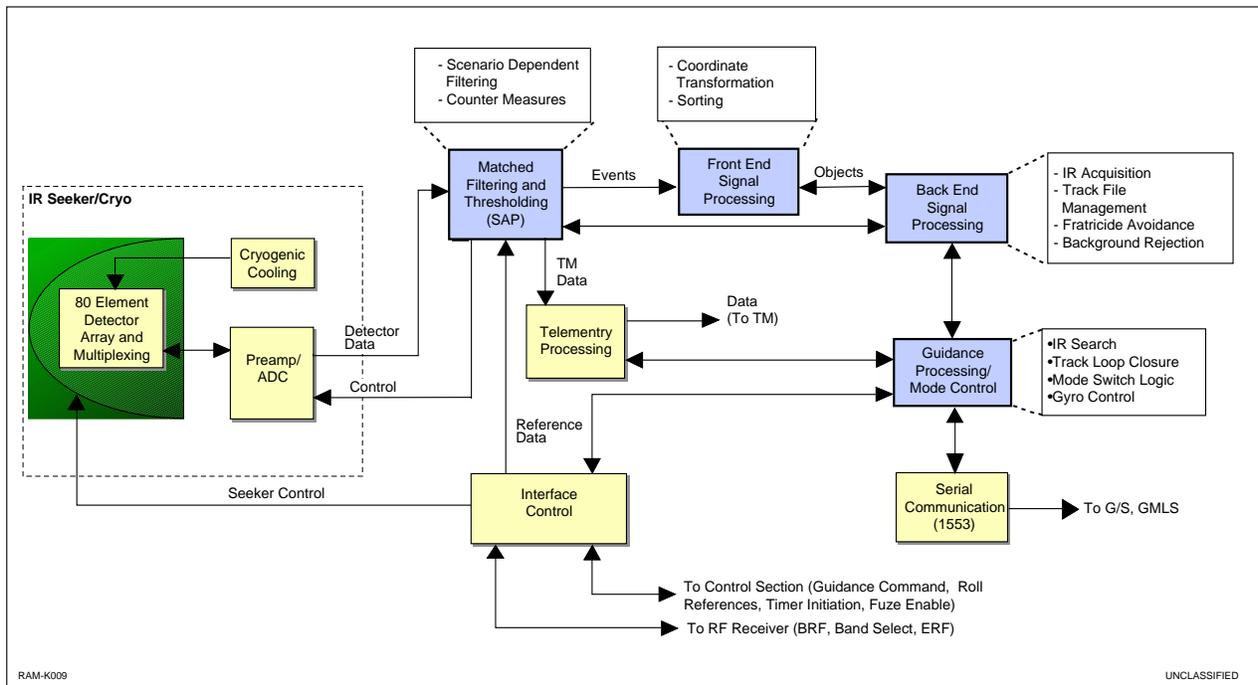 - Scenario Dependent
Filtering
- Counter Measures
- Coordinate
Transformation
- Sorting
Matched
Filtering and
Thresholding
(SAP)
Events
Front End
Signal
Processing
Objects
Back End
Signal
Processing
- IR Acquisition
- Track File
Management
- Fratricide Avoidance
- Background Rejection
IR Seeker/Cryo
Cryogenic
Cooling
80 Element
Detector
Array and
Multiplexing
Preamp/
ADC
Detector
Data
Control
TM
Data
Telementry
Processing
Data
(To TM)
Guidance
Processing/
Mode Control
•IR Search
•Track Loop Closure
•Mode Switch Logic
•Gyro Control
Reference
Data
Seeker Control
Interface
Control
Serial
Communication
(1553)
To G/S, GMLS
To Control Section (Guidance Command, Roll
References, Timer Initiation, Fuze Enable)
To RF Receiver (BRF, Band Select, ERF)
RAM-K009
UNCLASSIFIED